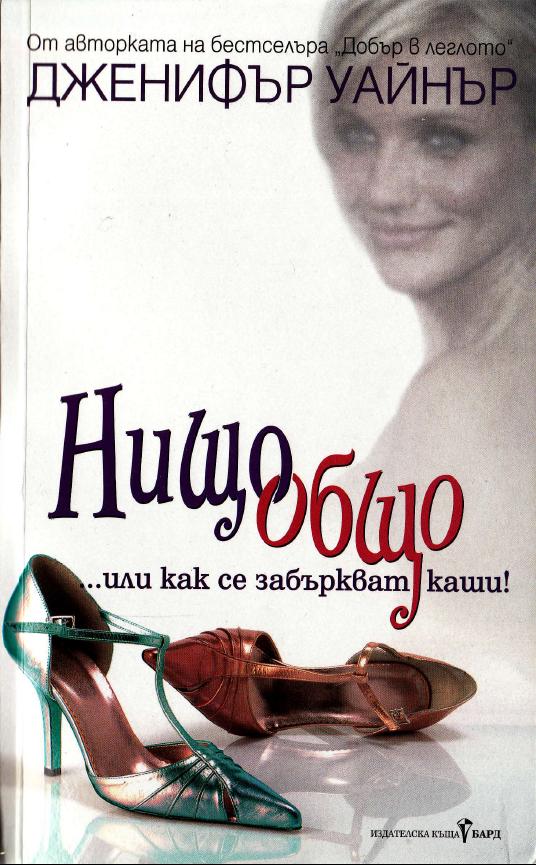 От авторката на бестселъра „Добър в леглото“
ДЖЕНИФЪР УАЙНЪР
Нищо
общо
...или как се забъркват каши!
ИЗДАТЕЛСКА КЪЩА БАРД